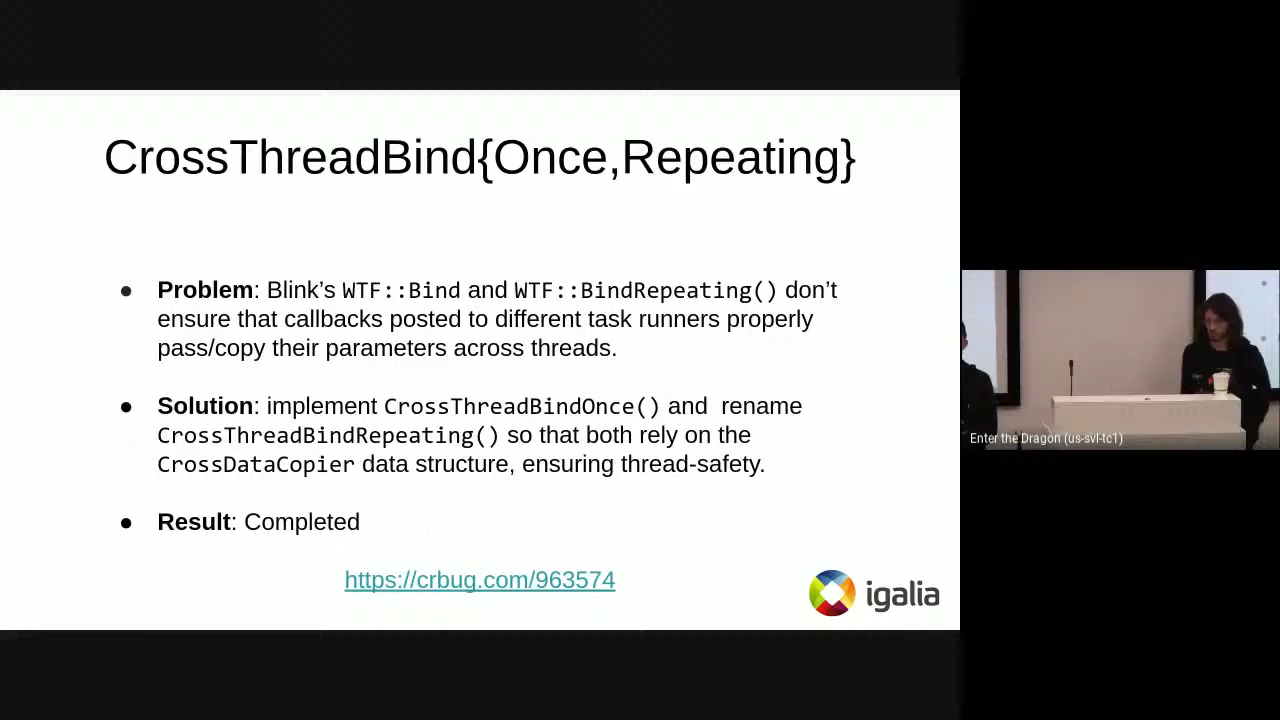 CrossThreadBind{Once,Repeating}
● Problem: Blink’s WTF::Bind and WTF::BindRepeating() don’t
ensure that callbacks posted to different task runners properly
pass/copy their parameters across threads.
● Solution: implement CrossThreadBindOnce() and  rename
CrossThreadBindRepeating() so that both rely on the
CrossDataCopier data structure, ensuring thread-safety.
● Result: Completed
https://crbug.com/963574
igalia
Enter the Dragon (us-svl-tc1)